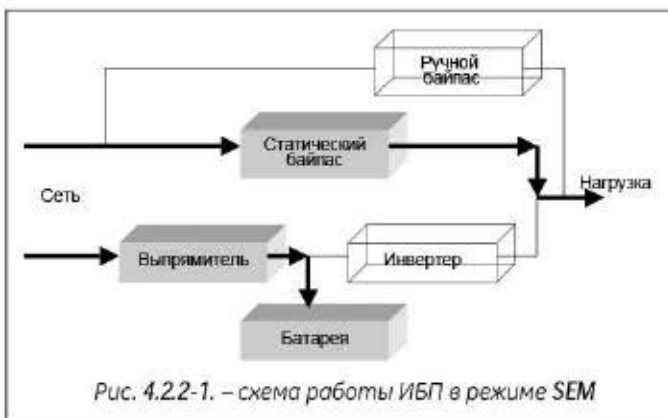 Ручной
байпас
Статический
байпас
Сеть
Нагрузка
Выпрямитель
Инвертер
Батарея
Рис. 4.2.2-1. – схема работы ИБП в режиме SEM